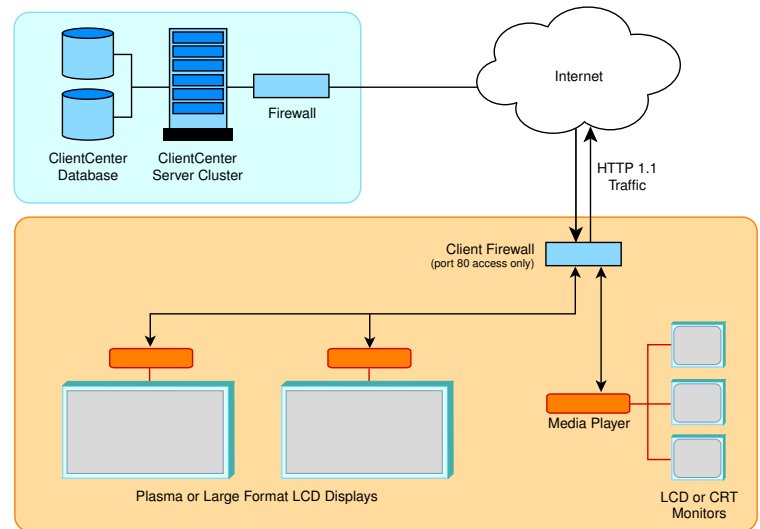 Internet
Firewall
ClientCenter
Database
ClientCenter
Server Cluster
HTTP 1.1
Traffic
Client Firewall
(port 80 access only)
Media Player
Plasma or Large Format LCD Displays
LCD or CRT
Monitors